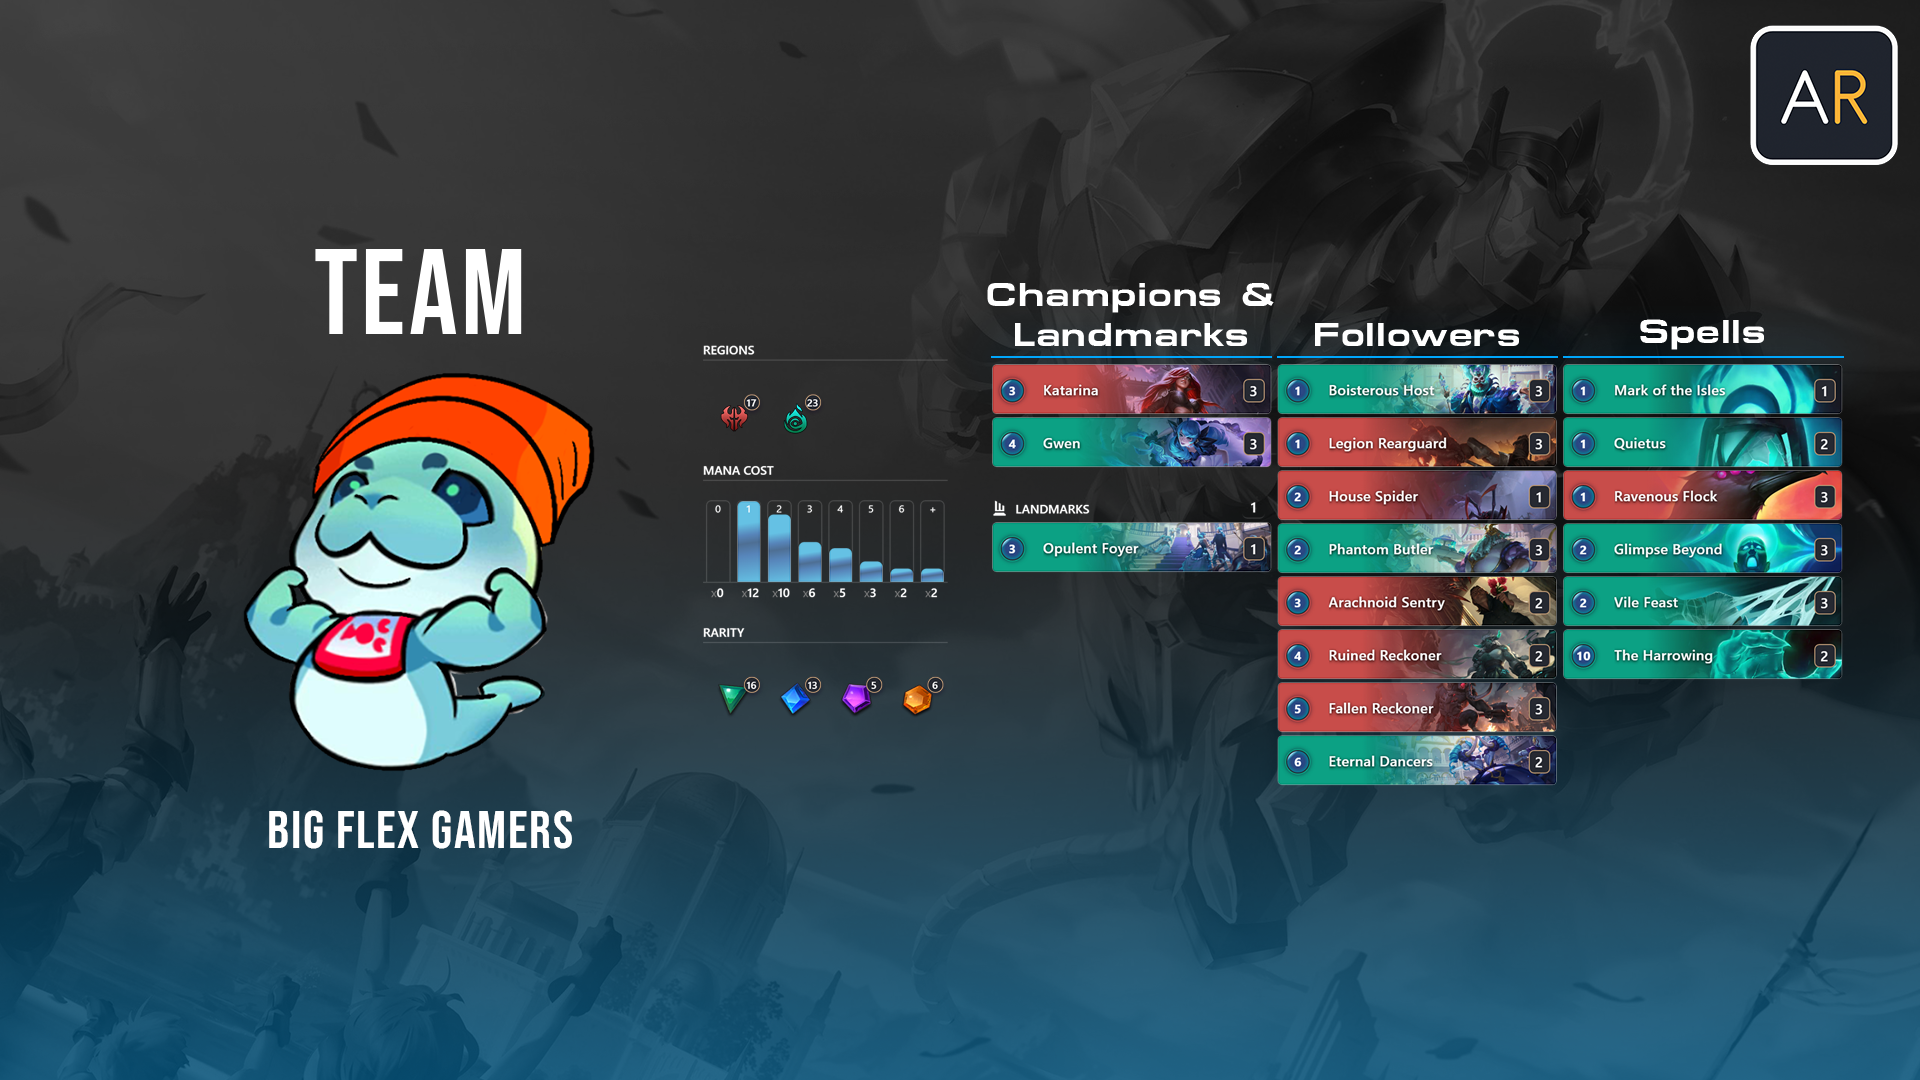 AR
TEAM
BIG FLEX GAMERS
REGIONS
17 23
MANA COST
0 1 2 3 4 5 6 +
x0 x12 x10 x6 x5 x3 x2 x2
RARITY
16 13 5 6
Champions &
Landmarks
3 Katarina 3
4 Gwen 3
LANDMARKS 1
3 Opulent Foyer 1
Followers
1 Boisterous Host 3
1 Legion Rearguard 3
2 House Spider 1
2 Phantom Butler 3
3 Arachnoid Sentry 2
4 Ruined Reckoner 2
5 Fallen Reckoner 3
6 Eternal Dancers 2
Spells
1 Mark of the Isles 1
1 Quietus 2
1 Ravenous Flock 3
2 Glimpse Beyond 3
2 Vile Feast 3
10 The Harrowing 2